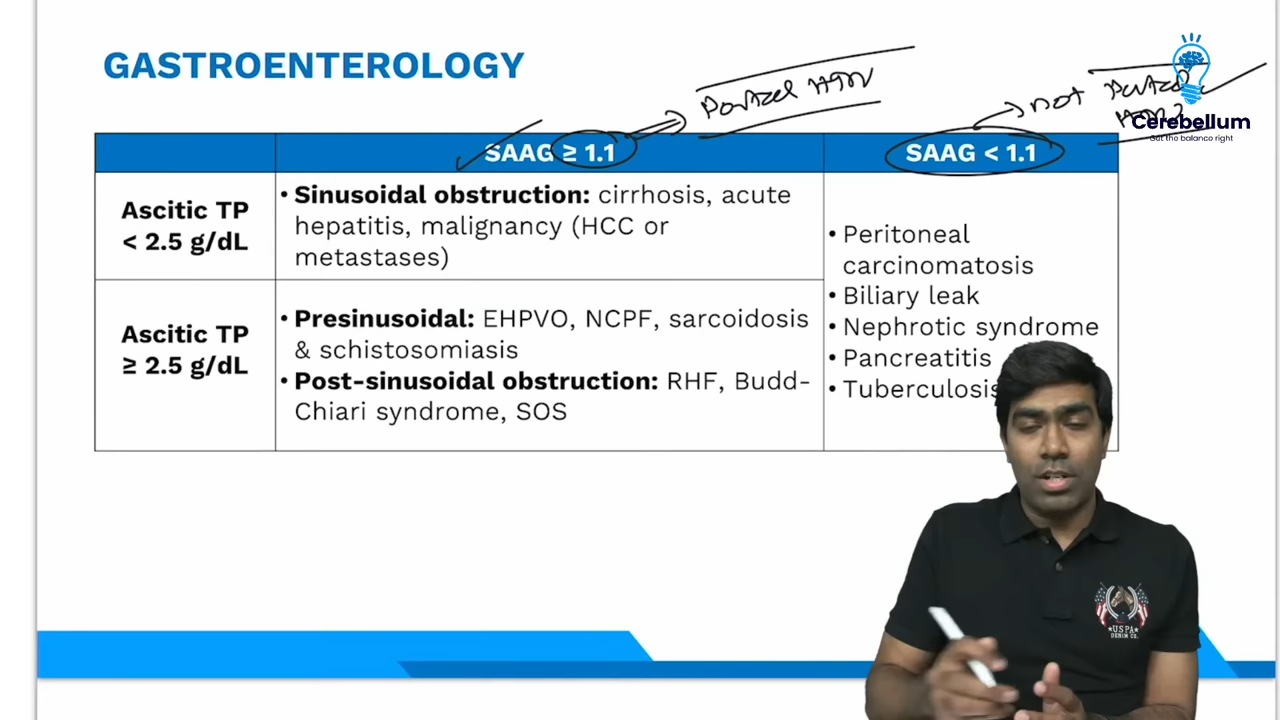 GASTROENTEROLOGY
Portal HTN
not Portal
HTN
Cerebellum
Got the balance right
SAAG ≥ 1.1
SAAG < 1.1
Ascitic TP
< 2.5 g/dL
• Sinusoidal obstruction: cirrhosis, acute
hepatitis, malignancy (HCC or
metastases)
Ascitic TP
≥ 2.5 g/dL
• Presinusoidal: EHPVO, NCPF, sarcoidosis
& schistosomiasis
• Post-sinusoidal obstruction: RHF, Budd-
Chiari syndrome, SOS
• Peritoneal
carcinomatosis
• Biliary leak
• Nephrotic syndrome
• Pancreatitis
• Tuberculosis
USPA
DENIM CO.